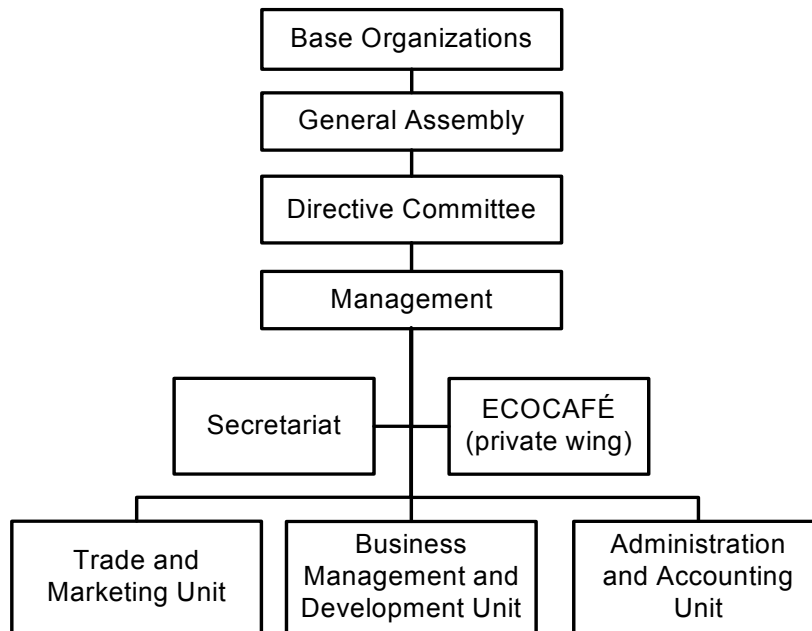 Base Organizations
General Assembly
Directive Committee
Management
Secretariat
ECOCAFÉ
(private wing)
Trade and
Marketing Unit
Business
Management and
Development Unit
Administration
and Accounting
Unit